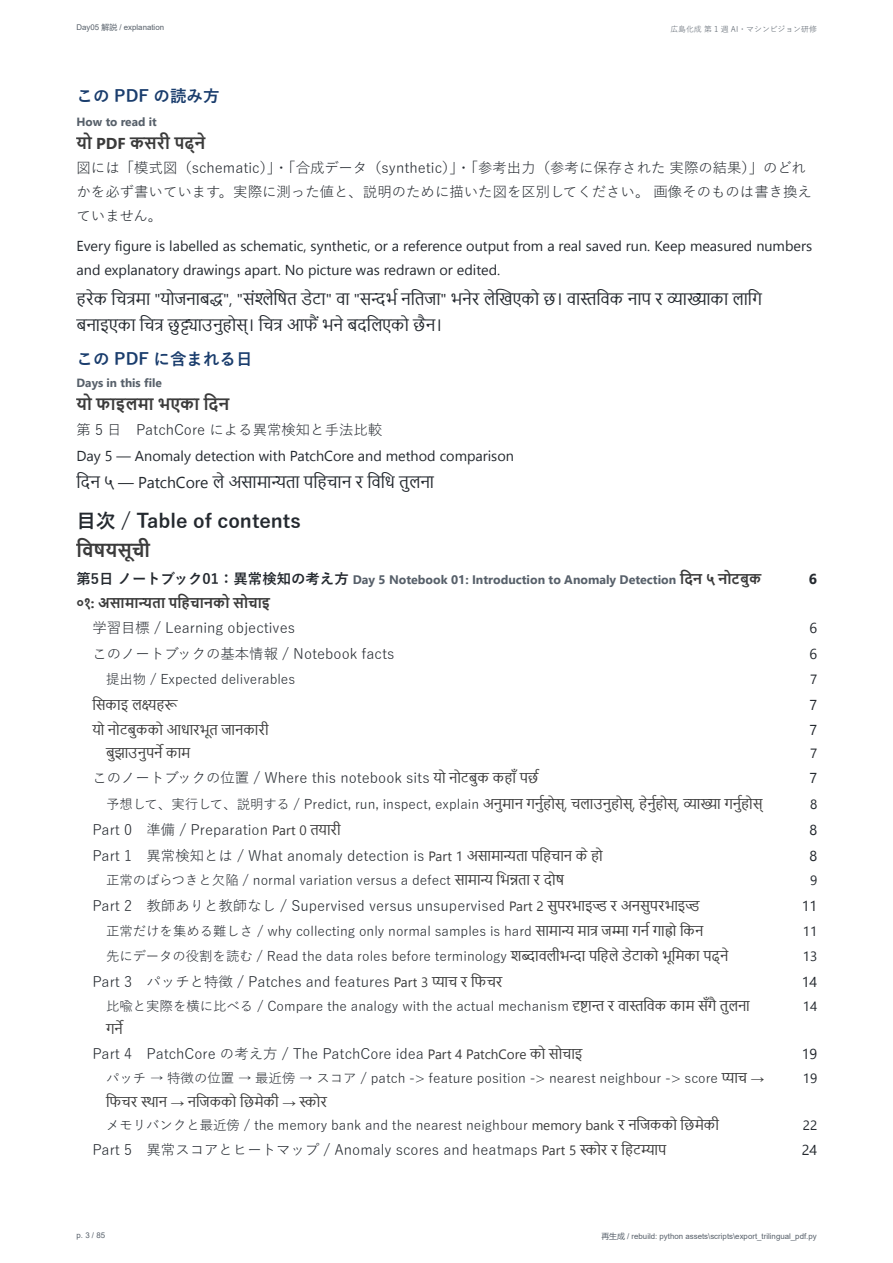 Day05 解説 / explanation
広島化成 第 1 週 AI・マシンビジョン研修
この PDF の読み方
How to read it
यो PDF कसरी पढ्ने
図には「模式図（schematic）」・「合成データ（synthetic）」・「参考出力（参考に保存された 実際の結果）」のどれ
かを必ず書いています。実際に測った値と、説明のために描いた図を区別してください。 画像そのものは書き換え
ていません。
Every figure is labelled as schematic, synthetic, or a reference output from a real saved run. Keep measured numbers
and explanatory drawings apart. No picture was redrawn or edited.
हरेक चित्रमा "योजनाबद्ध", "संश्लेषित डेटा" वा "सन्दर्भ नतिजा" भनेर लेखिएको छ। वास्तविक नाप र व्याख्याका लागि
बनाइएका चित्र छुट्ट्याउनुहोस्। चित्र आफैं भने बदलिएको छैन।
この PDF に含まれる日
Days in this file
यो फाइलमा भएका दिन
第 5 日　PatchCore による異常検知と手法比較
Day 5 — Anomaly detection with PatchCore and method comparison
दिन ५ — PatchCore ले असामान्यता पहिचान र विधि तुलना
目次 / Table of contents
विषयसूची
第5日 ノートブック01：異常検知の考え方 Day 5 Notebook 01: Introduction to Anomaly Detection दिन ५ नोटबुक 6
०१: असामान्यता पहिचानको सोचाइ
学習目標 / Learning objectives 6
このノートブックの基本情報 / Notebook facts 6
提出物 / Expected deliverables 7
सिकाइ लक्ष्यहरू 7
यो नोटबुकको आधारभूत जानकारी 7
बुझाउनुपर्ने काम 7
このノートブックの位置 / Where this notebook sits यो नोटबुक कहाँ पर्छ 7
予想して、実行して、説明する / Predict, run, inspect, explain अनुमान गर्नुहोस्, चलाउनुहोस्, हेर्नुहोस्, व्याख्या गर्नुहोस् 8
Part 0　準備 / Preparation Part 0 तयारी 8
Part 1　異常検知とは / What anomaly detection is Part 1 असामान्यता पहिचान के हो 8
正常のばらつきと欠陥 / normal variation versus a defect सामान्य भिन्नता र दोष 9
Part 2　教師ありと教師なし / Supervised versus unsupervised Part 2 सुपरभाइज्ड र अनसुपरभाइज्ड 11
正常だけを集める難しさ / why collecting only normal samples is hard सामान्य मात्र जम्मा गर्न गाह्रो किन 11
先にデータの役割を読む / Read the data roles before terminology शब्दावलीभन्दा पहिले डेटाको भूमिका पढ्ने 13
Part 3　パッチと特徴 / Patches and features Part 3 प्याच र फिचर 14
比喩と実際を横に比べる / Compare the analogy with the actual mechanism दृष्टान्त र वास्तविक काम सँगै तुलना 14
गर्ने
Part 4　PatchCore の考え方 / The PatchCore idea Part 4 PatchCore को सोचाइ 19
パッチ → 特徴の位置 → 最近傍 → スコア / patch -> feature position -> nearest neighbour -> score प्याच → 19
फिचर स्थान → नजिकको छिमेकी → स्कोर
メモリバンクと最近傍 / the memory bank and the nearest neighbour memory bank र नजिकको छिमेकी 22
Part 5　異常スコアとヒートマップ / Anomaly scores and heatmaps Part 5 स्कोर र हिटम्याप 24
p. 3 / 85
再生成 / rebuild: python assets\scripts\export_trilingual_pdf.py